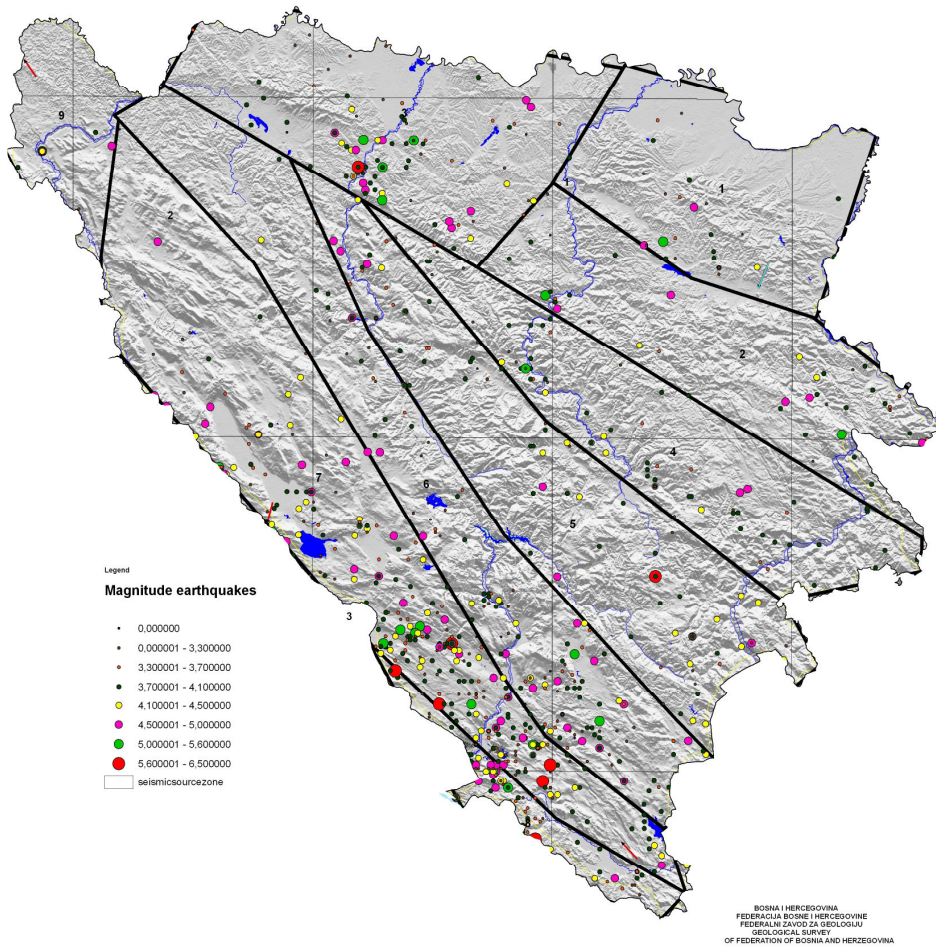 9
3
1
1
2
2
4
7
6
5
3
8
Legend
Magnitude earthquakes
0,000000
0,000001 - 3,300000
3,300001 - 3,700000
3,700001 - 4,100000
4,100001 - 4,500000
4,500001 - 5,000000
5,000001 - 5,600000
5,600001 - 6,500000
seismicsourcezone
BOSNA I HERCEGOVINA
FEDERACIJA BOSNE I HERCEGOVINE
FEDERALNI ZAVOD ZA GEOLOGIJU
GEOLOGICAL SURVEY
OF FEDERATION OF BOSNIA AND HERZEGOVINA